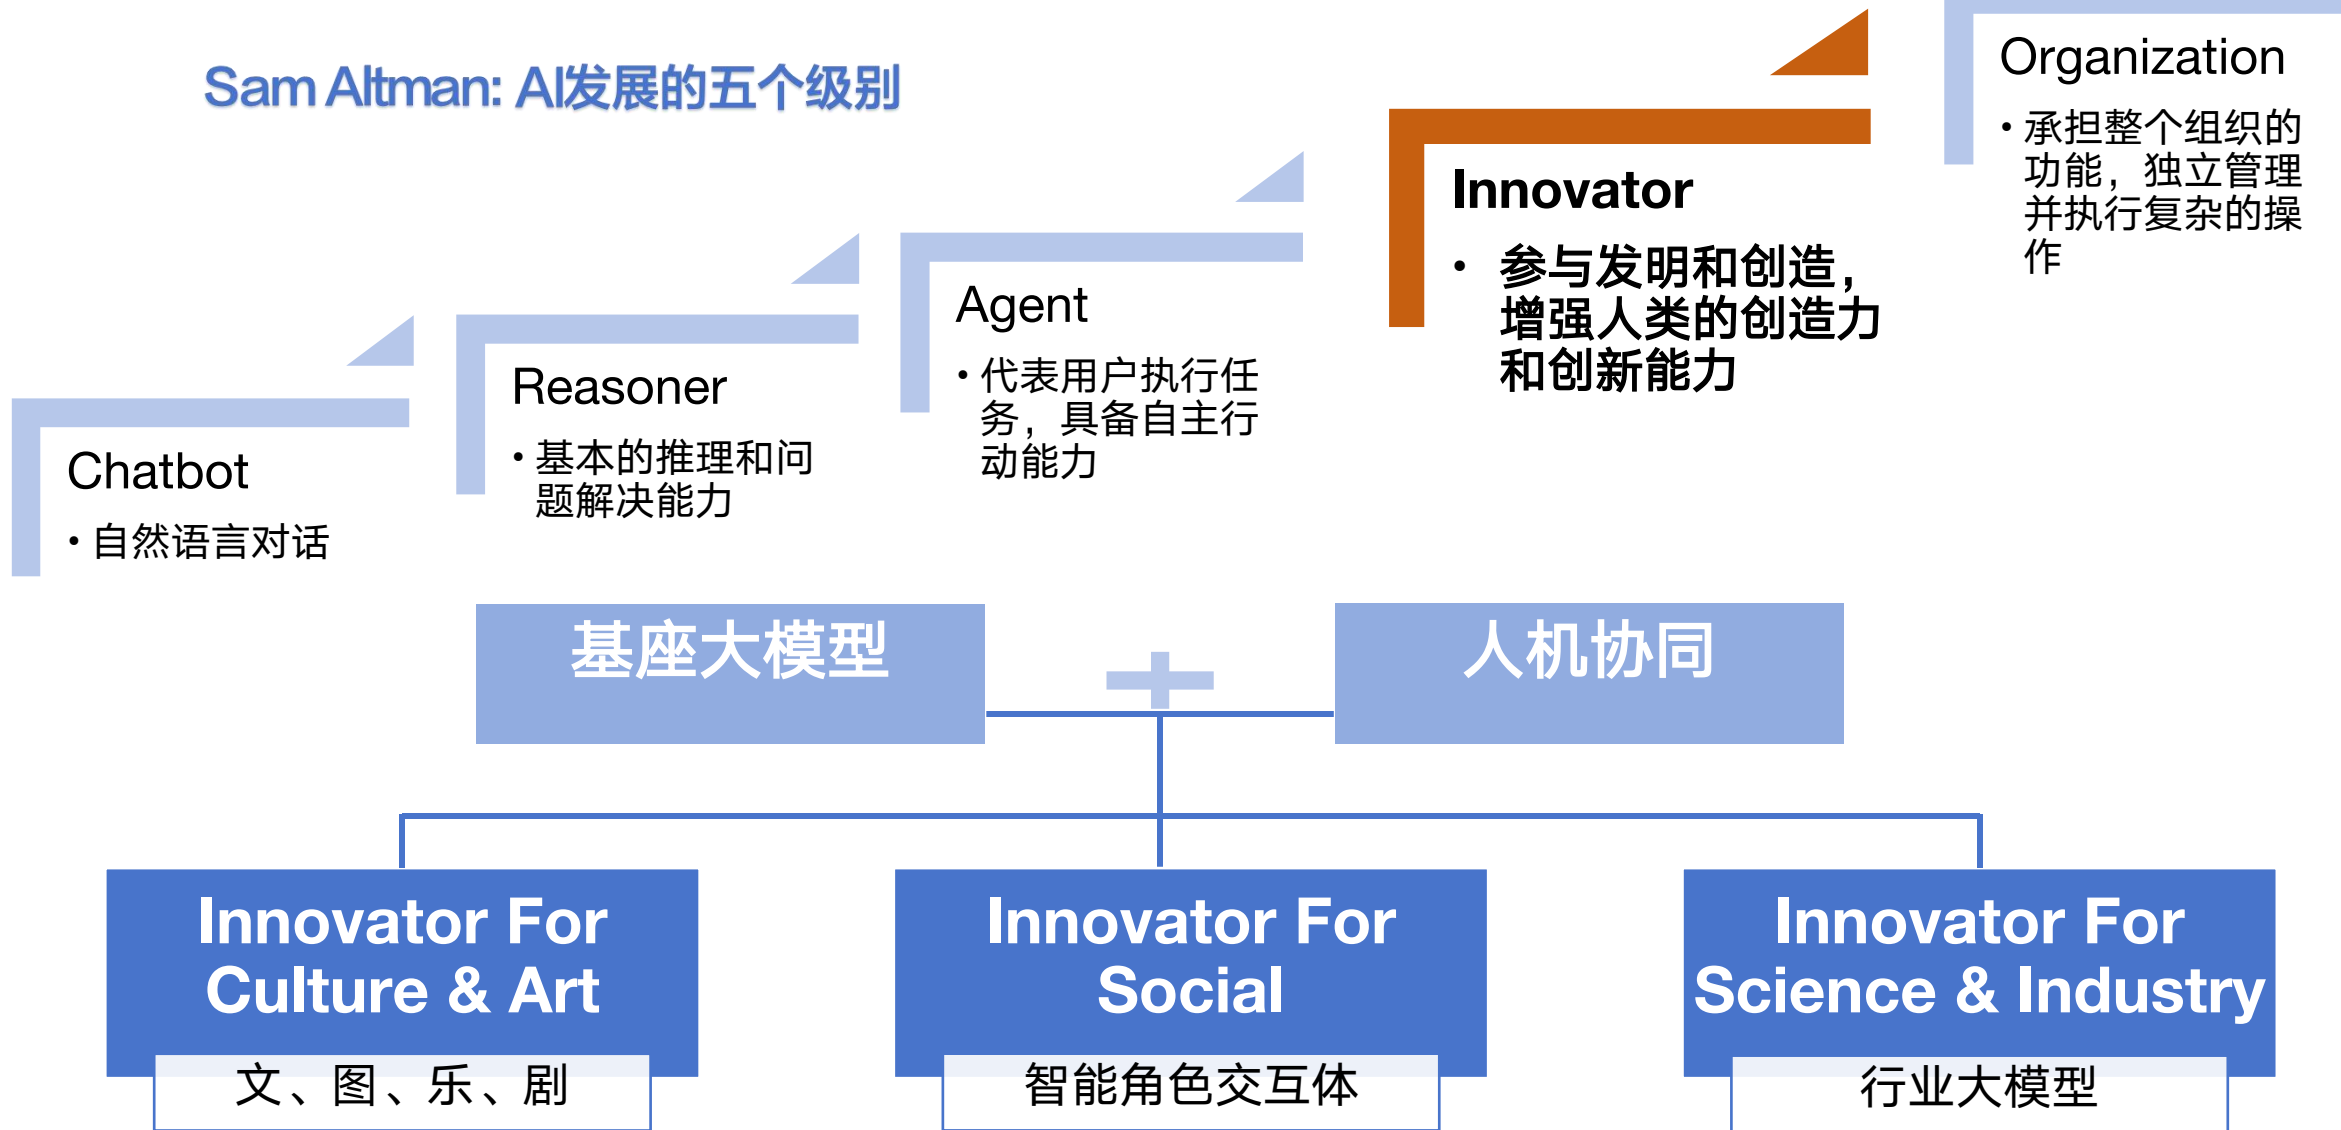 Sam Altman: AI发展的五个级别
Chatbot
• 自然语言对话
Reasoner
• 基本的推理和问
题解决能力
Agent
• 代表用户执行任
务，具备自主行
动能力
Innovator
• 参与发明和创造，
增强人类的创造力
和创新能力
Organization
• 承担整个组织的
功能，独立管理
并执行复杂的操
作
基座大模型
人机协同
Innovator For
Culture & Art
文、图、乐、剧
Innovator For
Social
智能角色交互体
Innovator For
Science & Industry
行业大模型